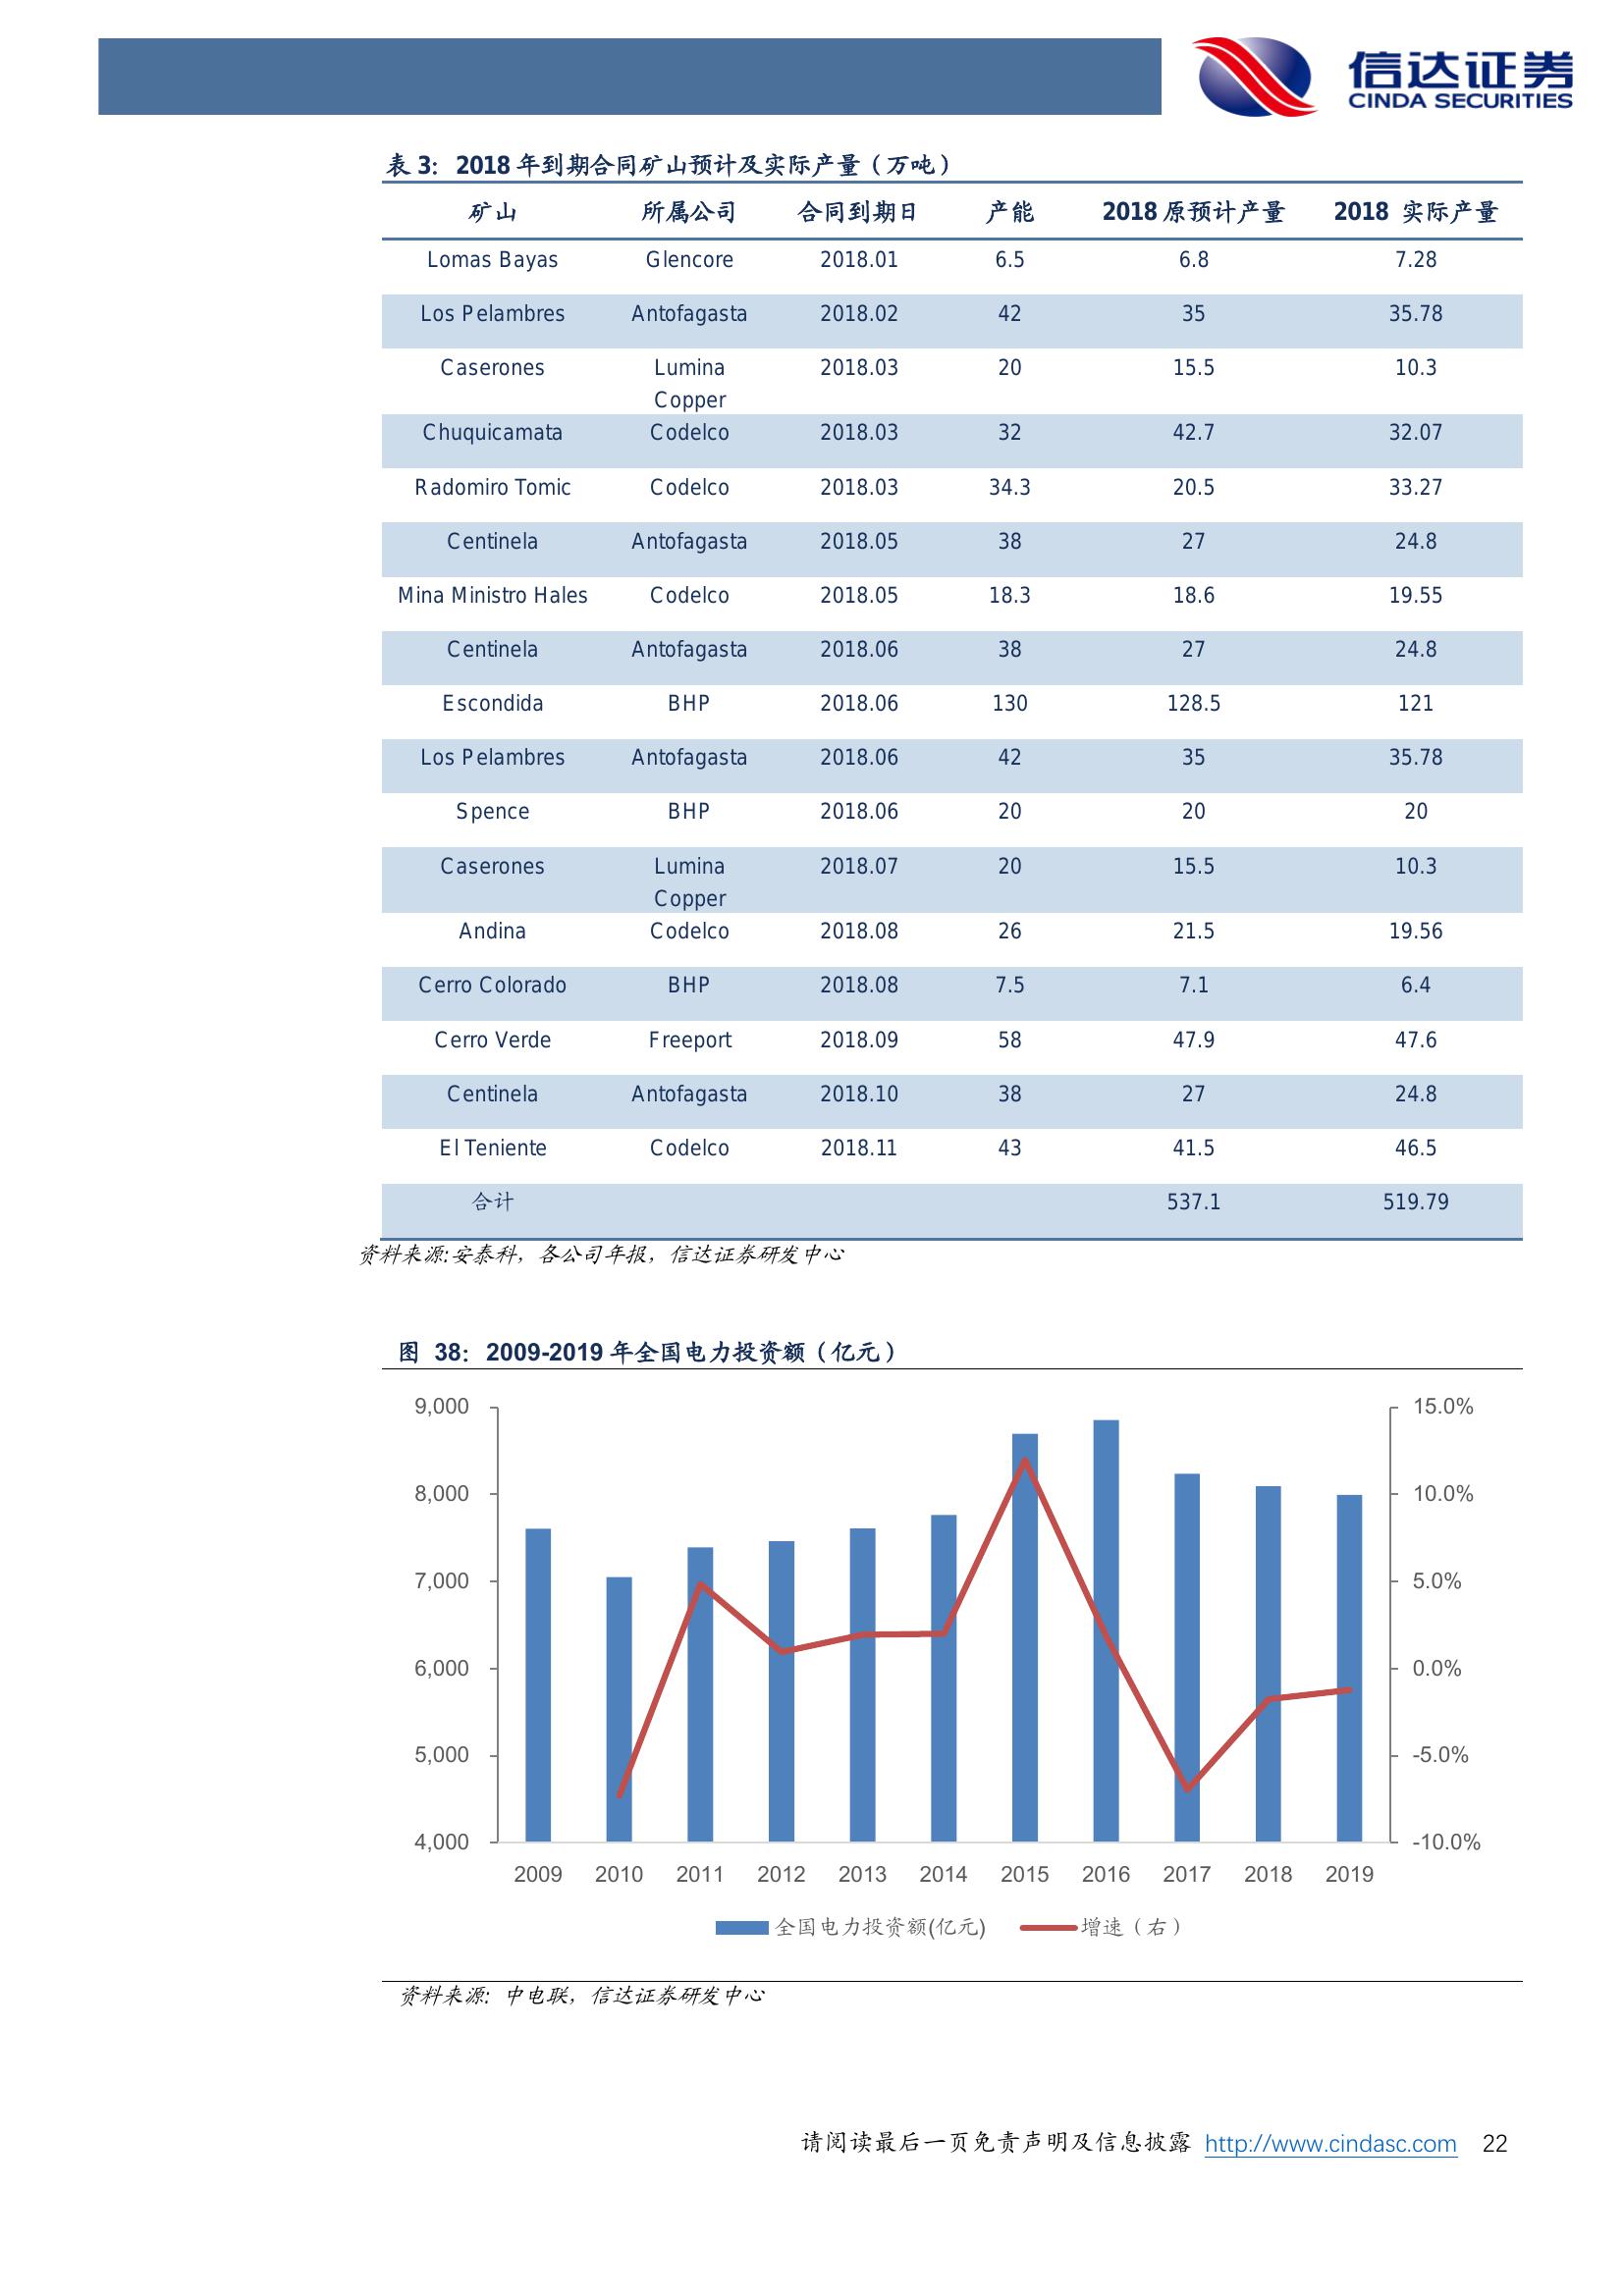 信达证券
CINDA SECURITIES
表 3：2018 年到期合同矿山预计及实际产量（万吨）
矿山 所属公司 合同到期日 产能 2018 原预计产量 2018 实际产量
Lomas Bayas Glencore 2018.01 6.5 6.8 7.28
Los Pelambres Antofagasta 2018.02 42 35 35.78
Caserones Lumina Copper 2018.03 20 15.5 10.3
Chuquicamata Codelco 2018.03 32 42.7 32.07
Radomiro Tomic Codelco 2018.03 34.3 20.5 33.27
Centinela Antofagasta 2018.05 38 27 24.8
Mina Ministro Hales Codelco 2018.05 18.3 18.6 19.55
Centinela Antofagasta 2018.06 38 27 24.8
Escondida BHP 2018.06 130 128.5 121
Los Pelambres Antofagasta 2018.06 42 35 35.78
Spence BHP 2018.06 20 20 20
Caserones Lumina Copper 2018.07 20 15.5 10.3
Andina Codelco 2018.08 26 21.5 19.56
Cerro Colorado BHP 2018.08 7.5 7.1 6.4
Cerro Verde Freeport 2018.09 58 47.9 47.6
Centinela Antofagasta 2018.10 38 27 24.8
El Teniente Codelco 2018.11 43 41.5 46.5
合计 537.1 519.79
资料来源:安泰科，各公司年报，信达证券研发中心
图 38：2009-2019 年全国电力投资额（亿元）
9,000 15.0%
8,000 10.0%
7,000 5.0%
6,000 0.0%
5,000 -5.0%
4,000 -10.0%
2009 2010 2011 2012 2013 2014 2015 2016 2017 2018 2019
全国电力投资额(亿元) 增速（右）
资料来源：中电联，信达证券研发中心
请阅读最后一页免责声明及信息披露 http://www.cindasc.com 22